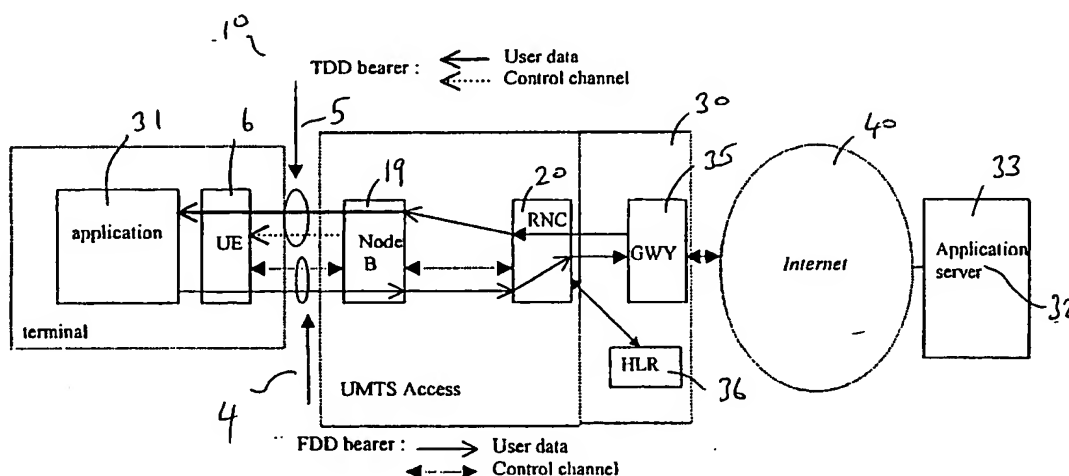 10
TDD bearer : User data
Control channel
5
31
6
19
20
30
35
40
33
application
UE
Node
B
RNC
GWY
Internet
Application
server
32
terminal
HLR
36
4
UMTS Access
FDD bearer : User data
Control channel